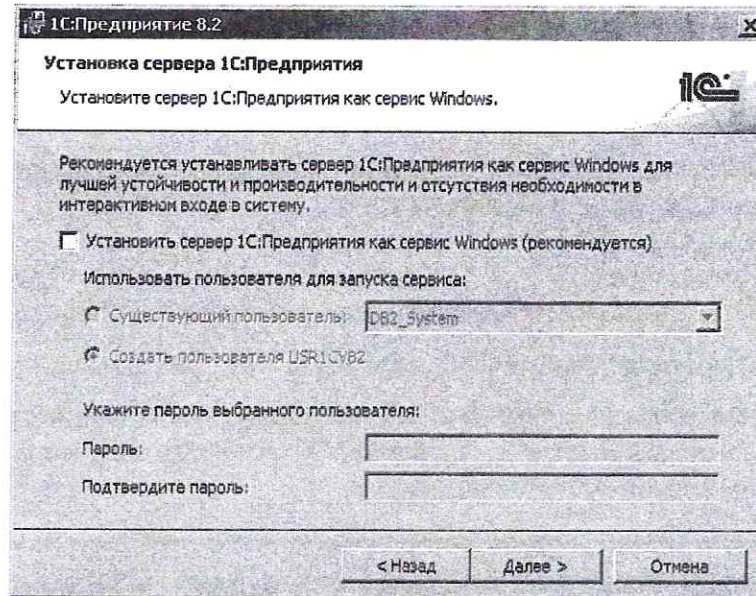 1С:Предприятие 8.2
Установка сервера 1С:Предприятия
Установите сервер 1С:Предприятия как сервис Windows.
1С
Рекомендуется устанавливать сервер 1С:Предприятия как сервис Windows для
лучшей устойчивости и производительности и отсутствия необходимости в
интерактивном входе в систему.
Установить сервер 1С:Предприятия как сервис Windows (рекомендуется)
Использовать пользователя для запуска сервиса:
Существующий пользователь: DB2_System
Создать пользователя USR1CV82
Укажите пароль выбранного пользователя:
Пароль:
Подтвердите пароль:
< Назад Далее > Отмена